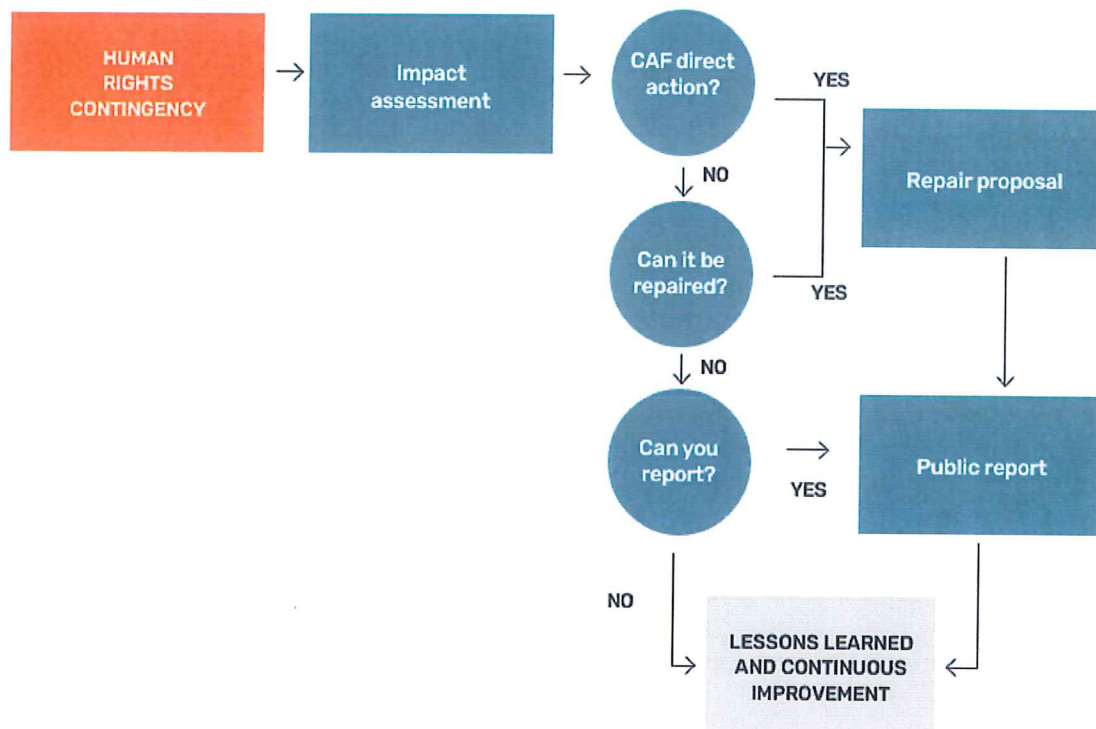 HUMAN
RIGHTS
CONTINGENCY
Impact
assessment
CAF direct
action?
YES
NO
Repair proposal
Can it be
repaired?
YES
NO
Can you
report?
YES
Public report
NO
LESSONS LEARNED
AND CONTINUOUS
IMPROVEMENT